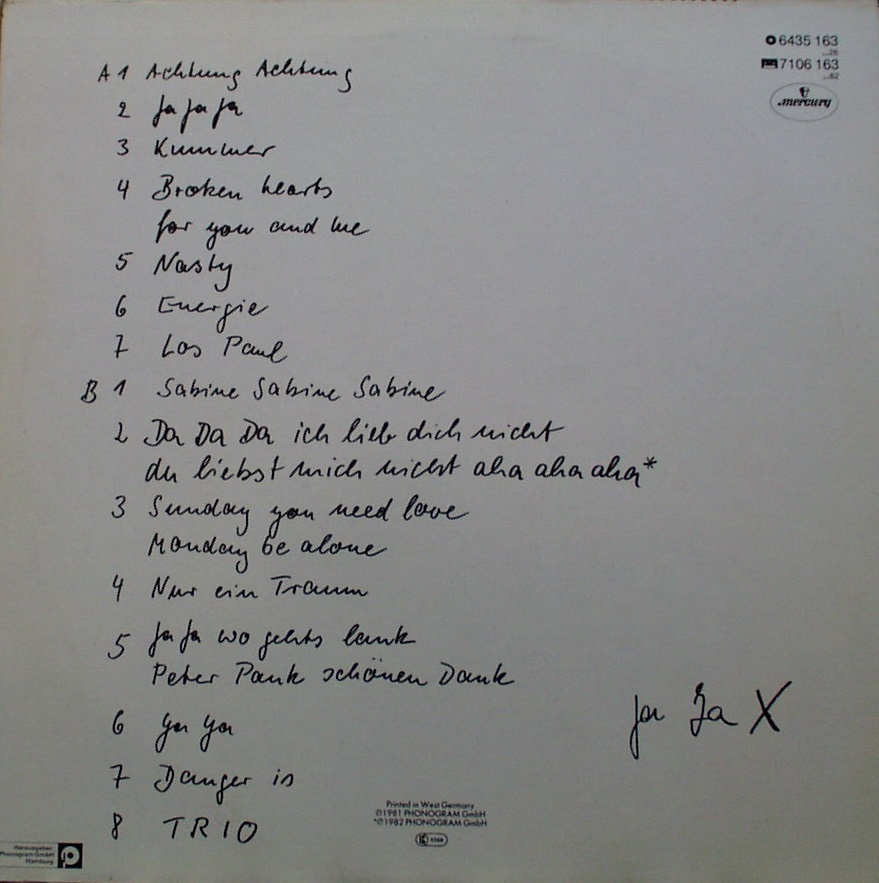 6435 163
...26
7106 163
...82
mercury
A 1 Achtung Achtung
2 Ja Ja Ja
3 Kummer
4 Broken hearts
for you and me
5 Nasty
6 Energie
7 Los Paul
B 1 Sabine Sabine Sabine
2 Da Da Da ich lieb dich nicht
du liebst mich nicht aha aha aha*
3 Sunday you need love
Monday be alone
4 Nur ein Traum
5 Ja Ja wo gehts lank
Peter Pank schönen Dank
6 Ya Ya
7 Danger is
8 TRIO
Ja Ja X
Printed in West Germany
℗1981 PHONOGRAM GmbH
*℗1982 PHONOGRAM GmbH
Herausgeber:
Phonogram GmbH
Hamburg